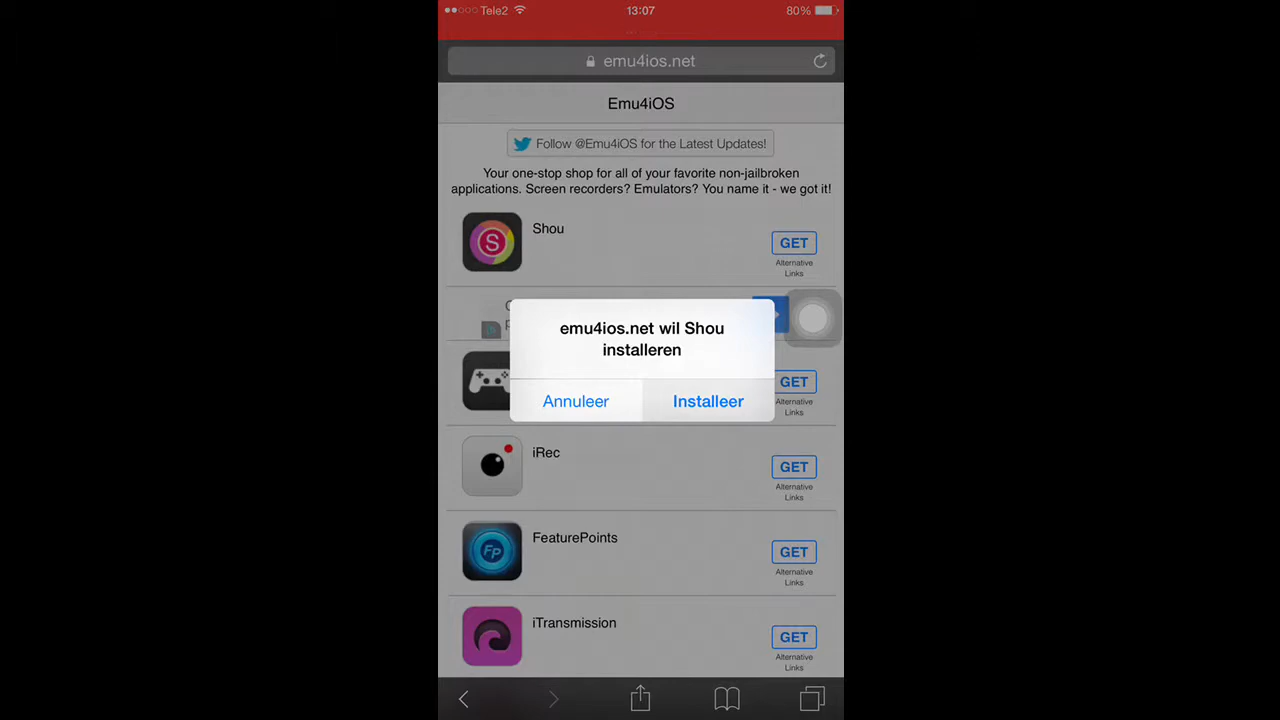 Tele2
13:07
80%
emu4ios.net
Emu4iOS
Follow @Emu4iOS for the Latest Updates!
Your one-stop shop for all of your favorite non-jailbroken
applications. Screen recorders? Emulators? You name it - we got it!
Shou
GET
Alternative
Links
emu4ios.net wil Shou
installeren
Annuleer
Installeer
GET
Alternative
Links
iRec
GET
Alternative
Links
FeaturePoints
Fp
GET
Alternative
Links
iTransmission
GET
Alternative
Links